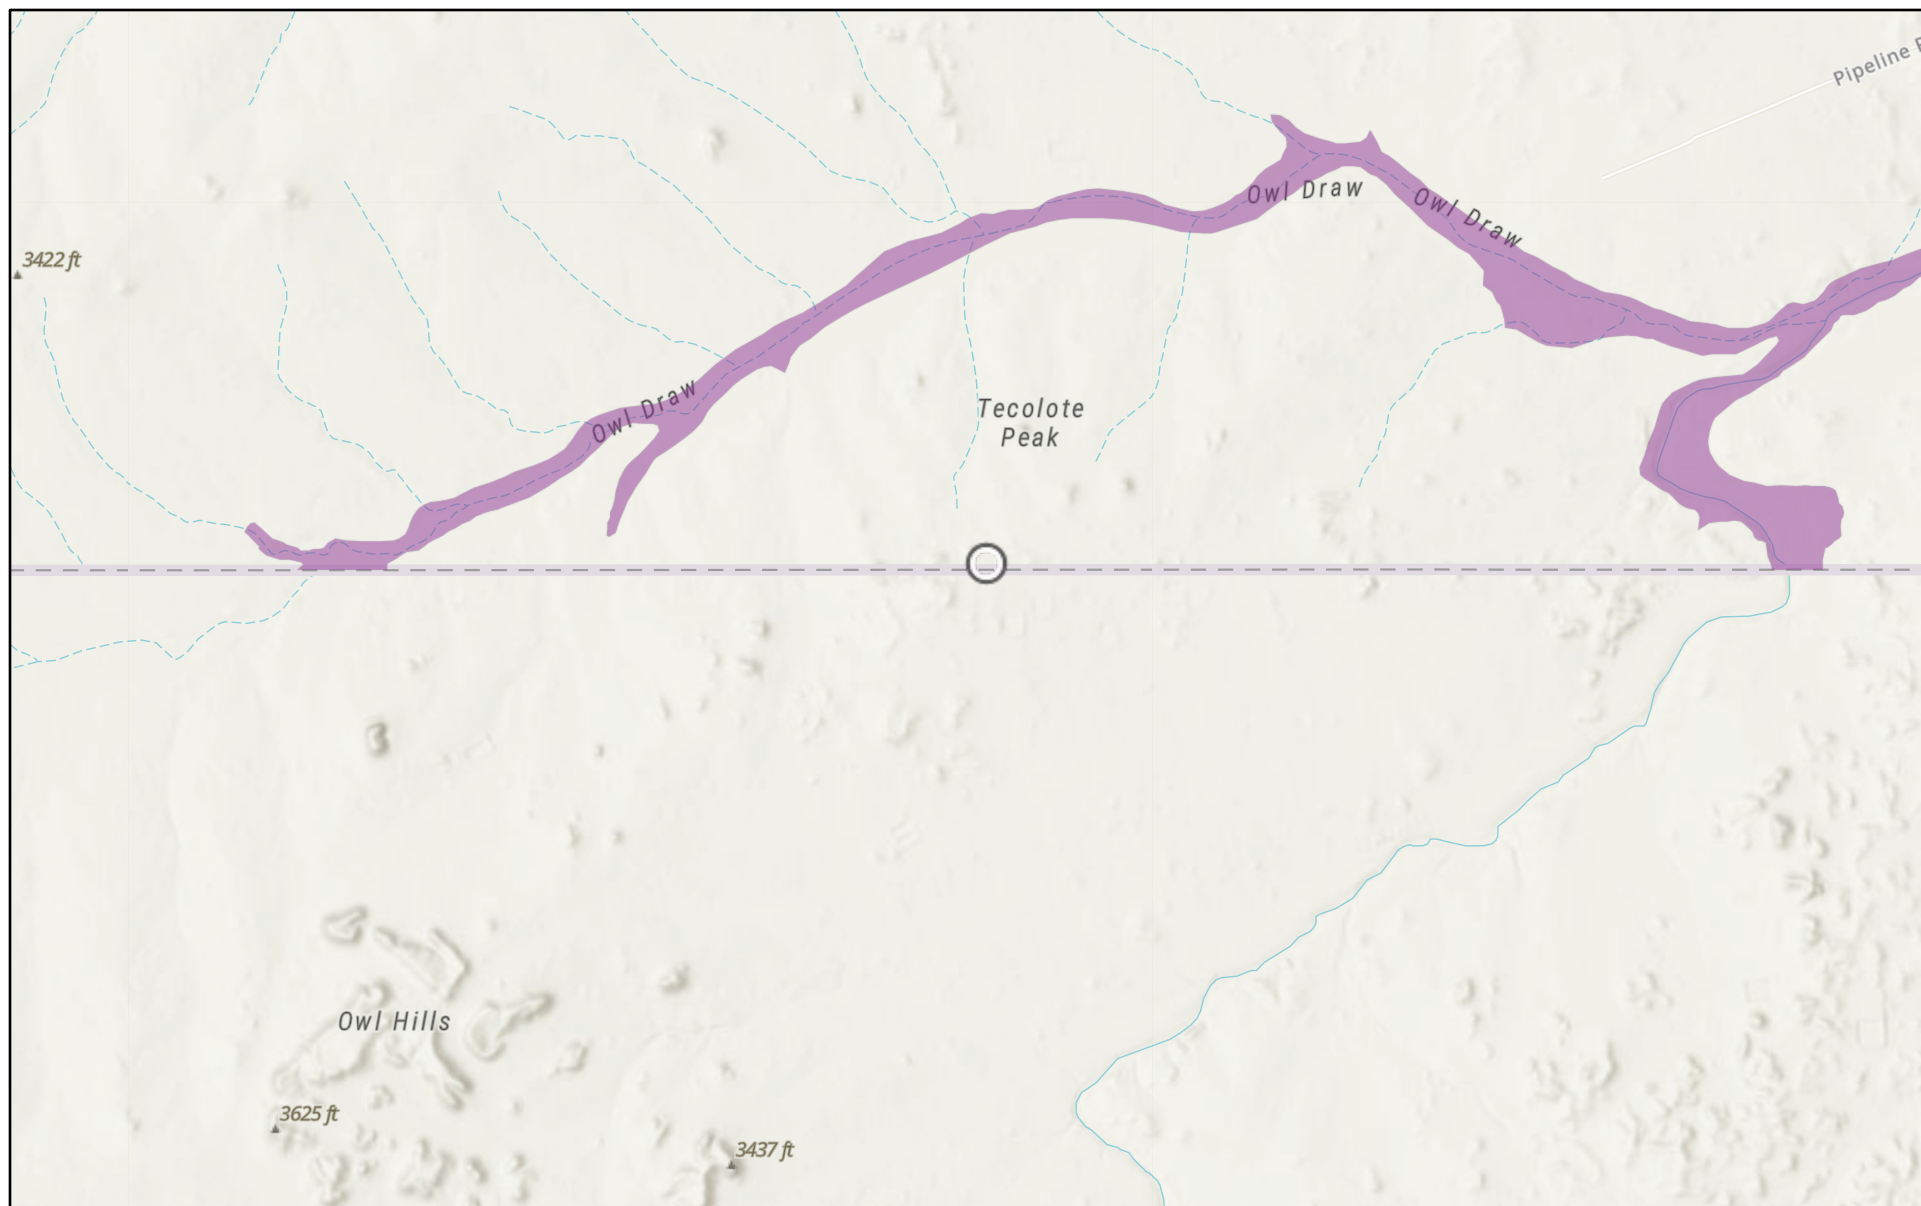 Pipeline
Owl Draw
Owl Draw
3422 ft
Owl Draw
Tecolote
Peak
Owl Hills
3625 ft
3437 ft